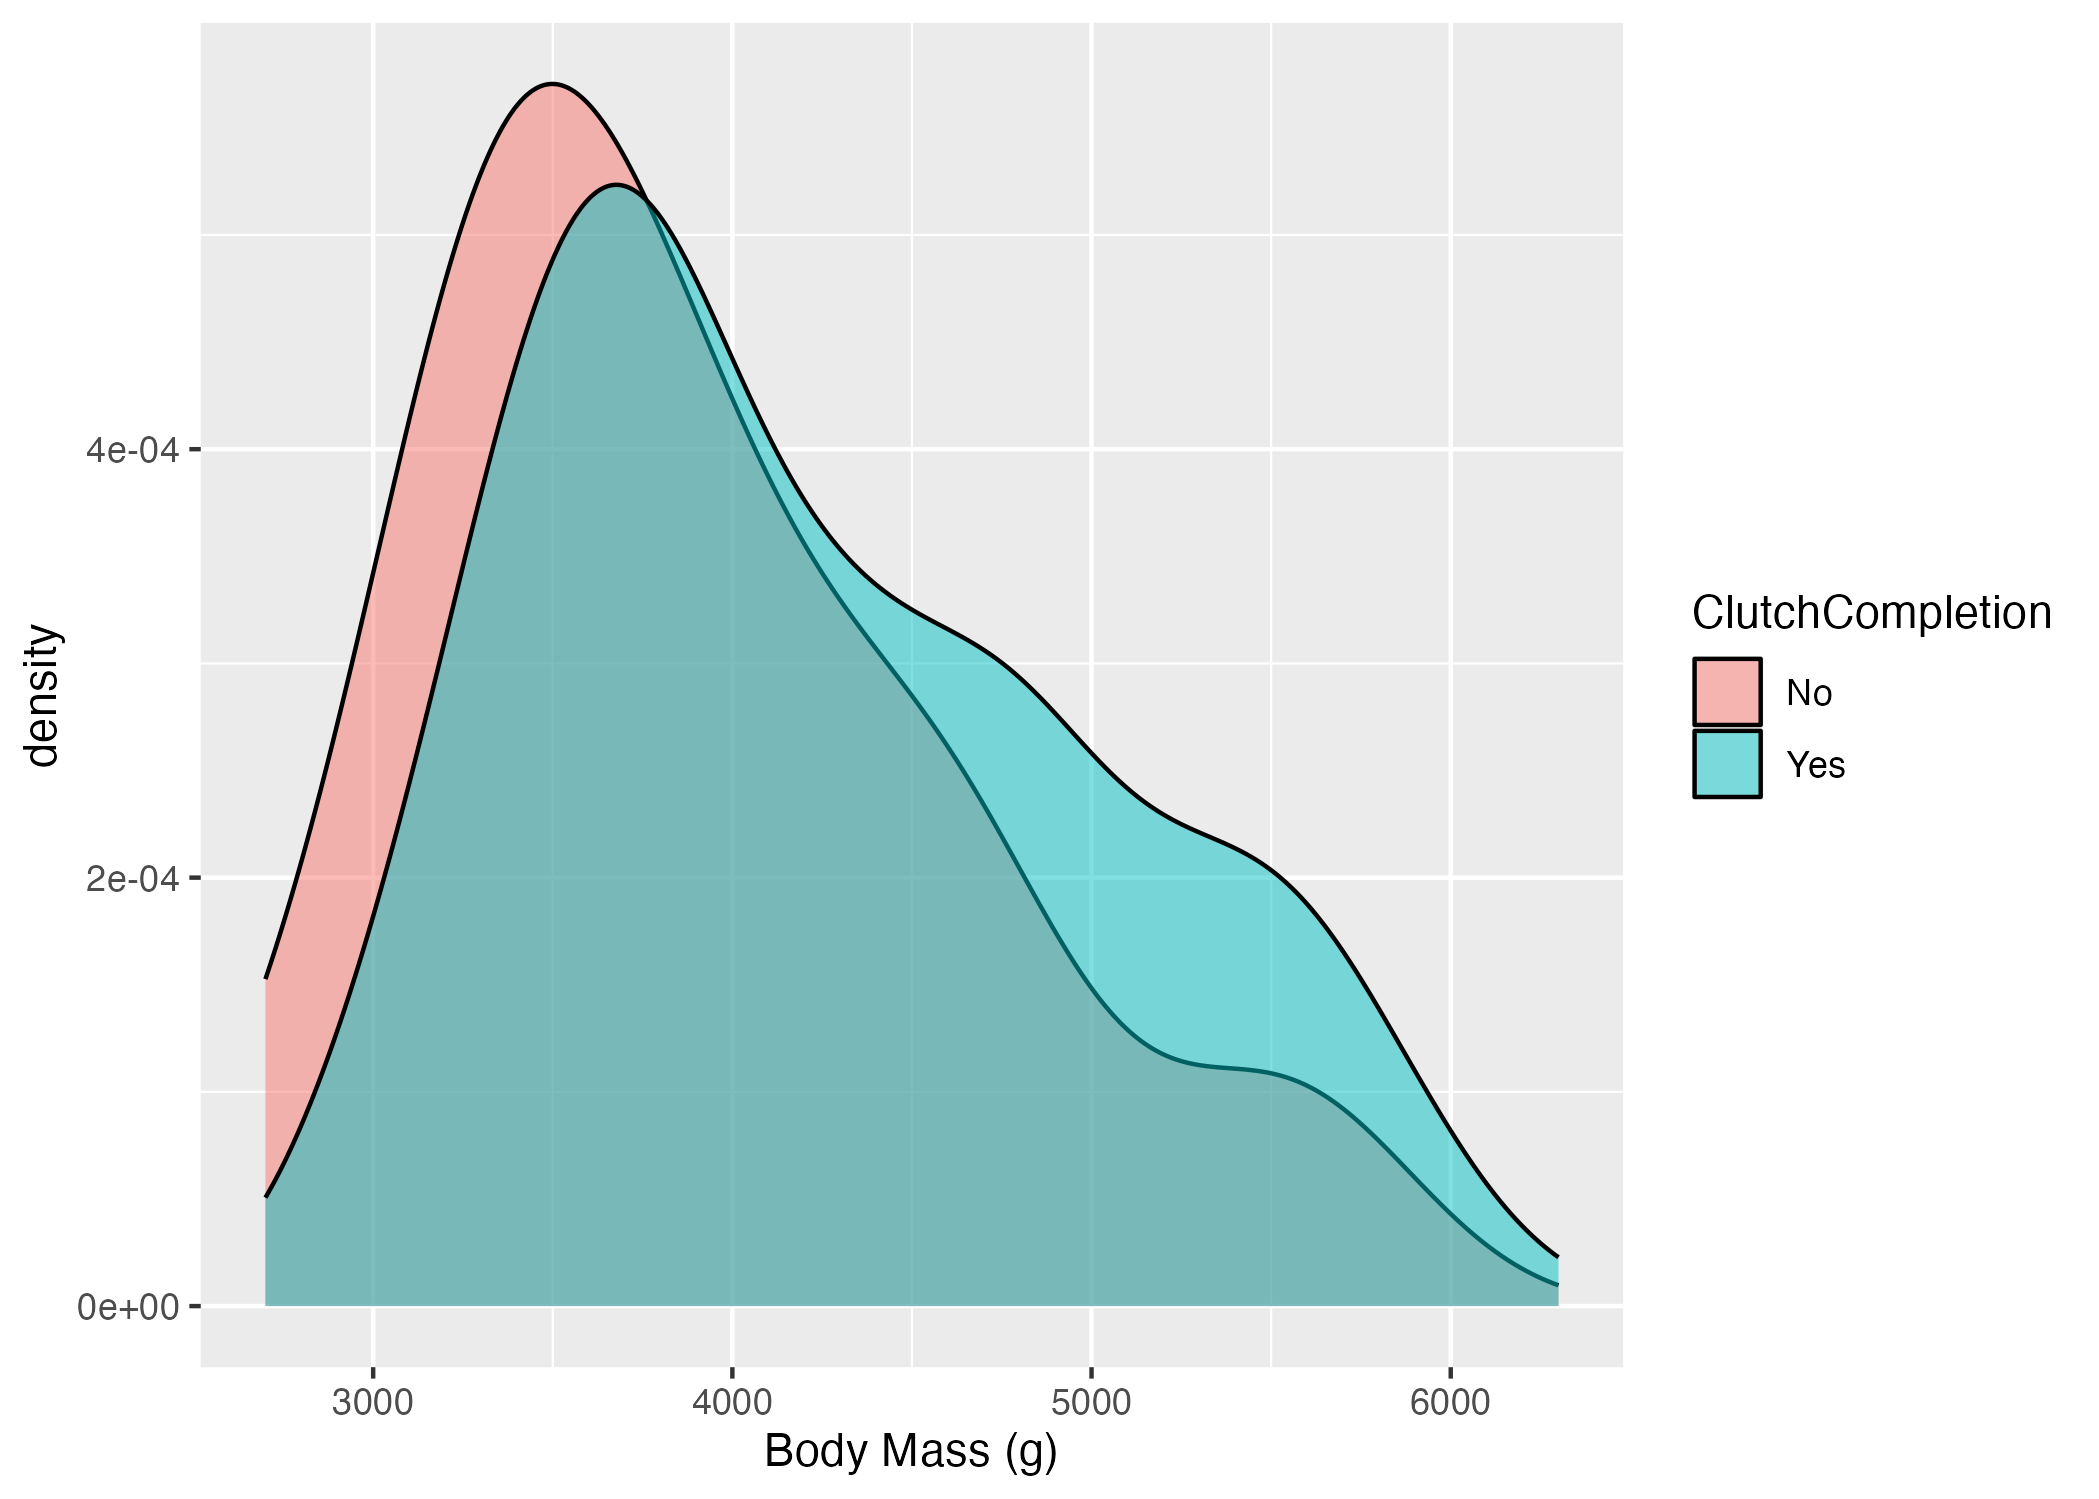 density
4e-04
2e-04
0e+00
3000
4000
5000
6000
Body Mass (g)
ClutchCompletion
No
Yes